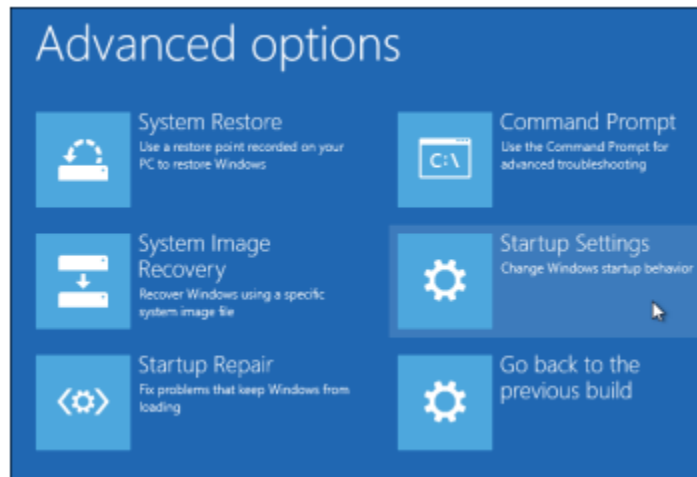 Advanced options
System Restore
Use a restore point recorded on your
PC to restore Windows
Command Prompt
Use the Command Prompt for
advanced troubleshooting
C:\
System Image
Recovery
Recover Windows using a specific
system image file
Startup Settings
Change Windows startup behavior
Startup Repair
Fix problems that keep Windows from
loading
Go back to the
previous build